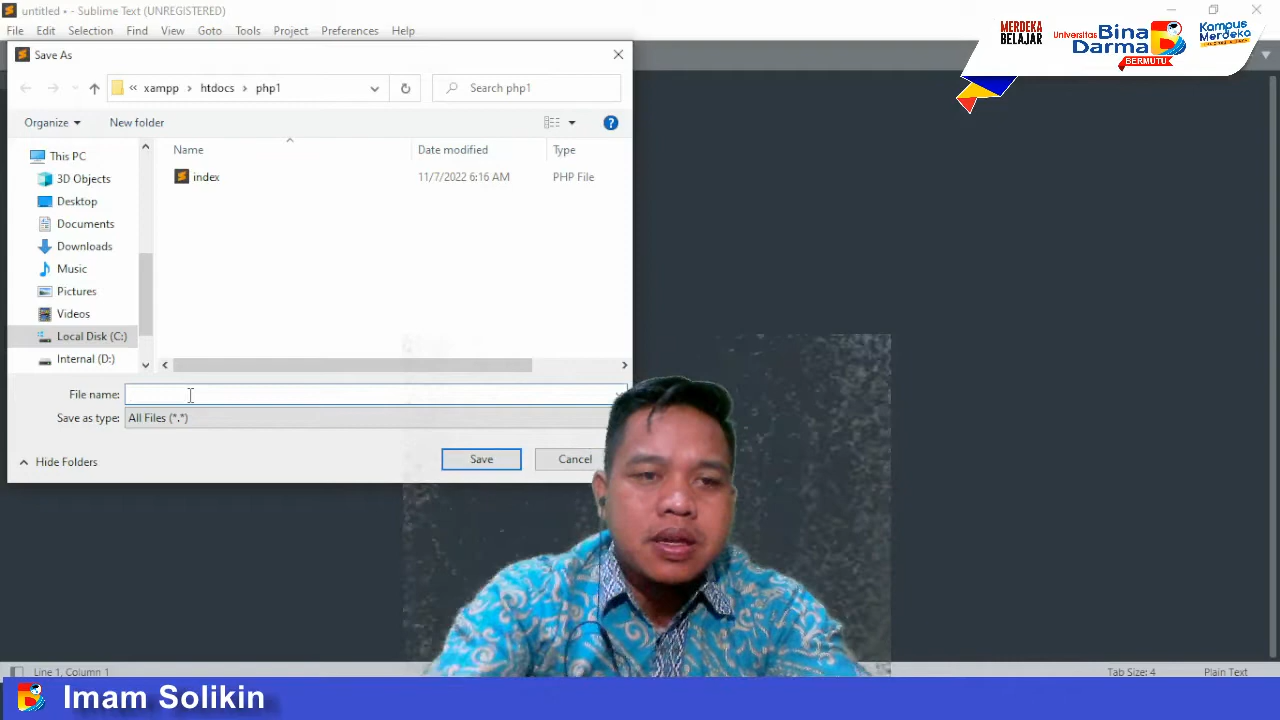 untitled • - Sublime Text (UNREGISTERED)
File Edit Selection Find View Goto Tools Project Preferences Help
MERDEKA
BELAJAR
Universitas Bina
Darma
BERMUTU
Kampus
Merdeka
Save As
« xampp › htdocs › php1
Search php1
Organize
New folder
Name
Date modified
Type
This PC
3D Objects
Desktop
Documents
Downloads
Music
Pictures
Videos
Local Disk (C:)
Internal (D:)
index
11/7/2022 6:16 AM
PHP File
File name:
Save as type: All Files (*.*)
Hide Folders
Save
Cancel
Line 1, Column 1
Tab Size: 4
Plain Text
Imam Solikin